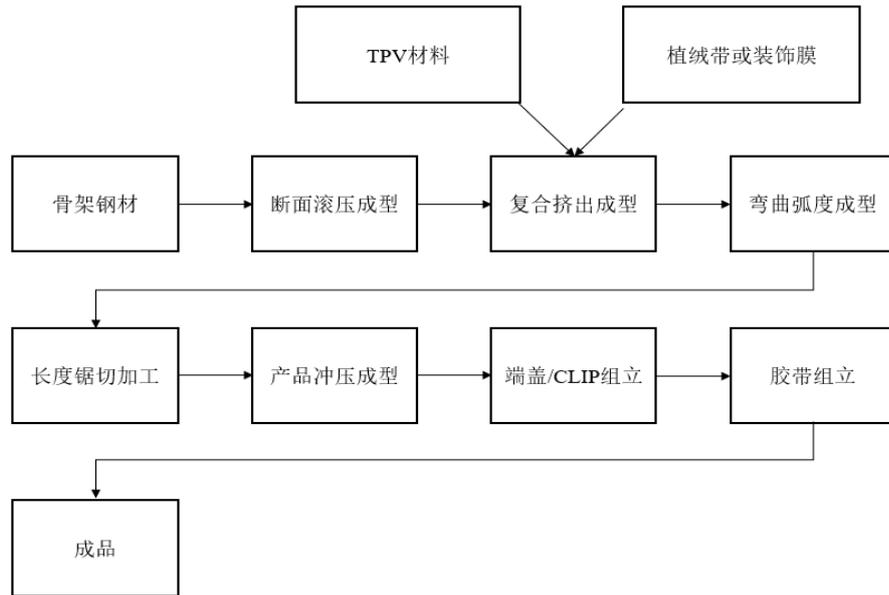 TPV材料
植绒带或装饰膜
骨架钢材
断面滚压成型
复合挤出成型
弯曲弧度成型
长度锯切加工
产品冲压成型
端盖/CLIP组立
胶带组立
成品